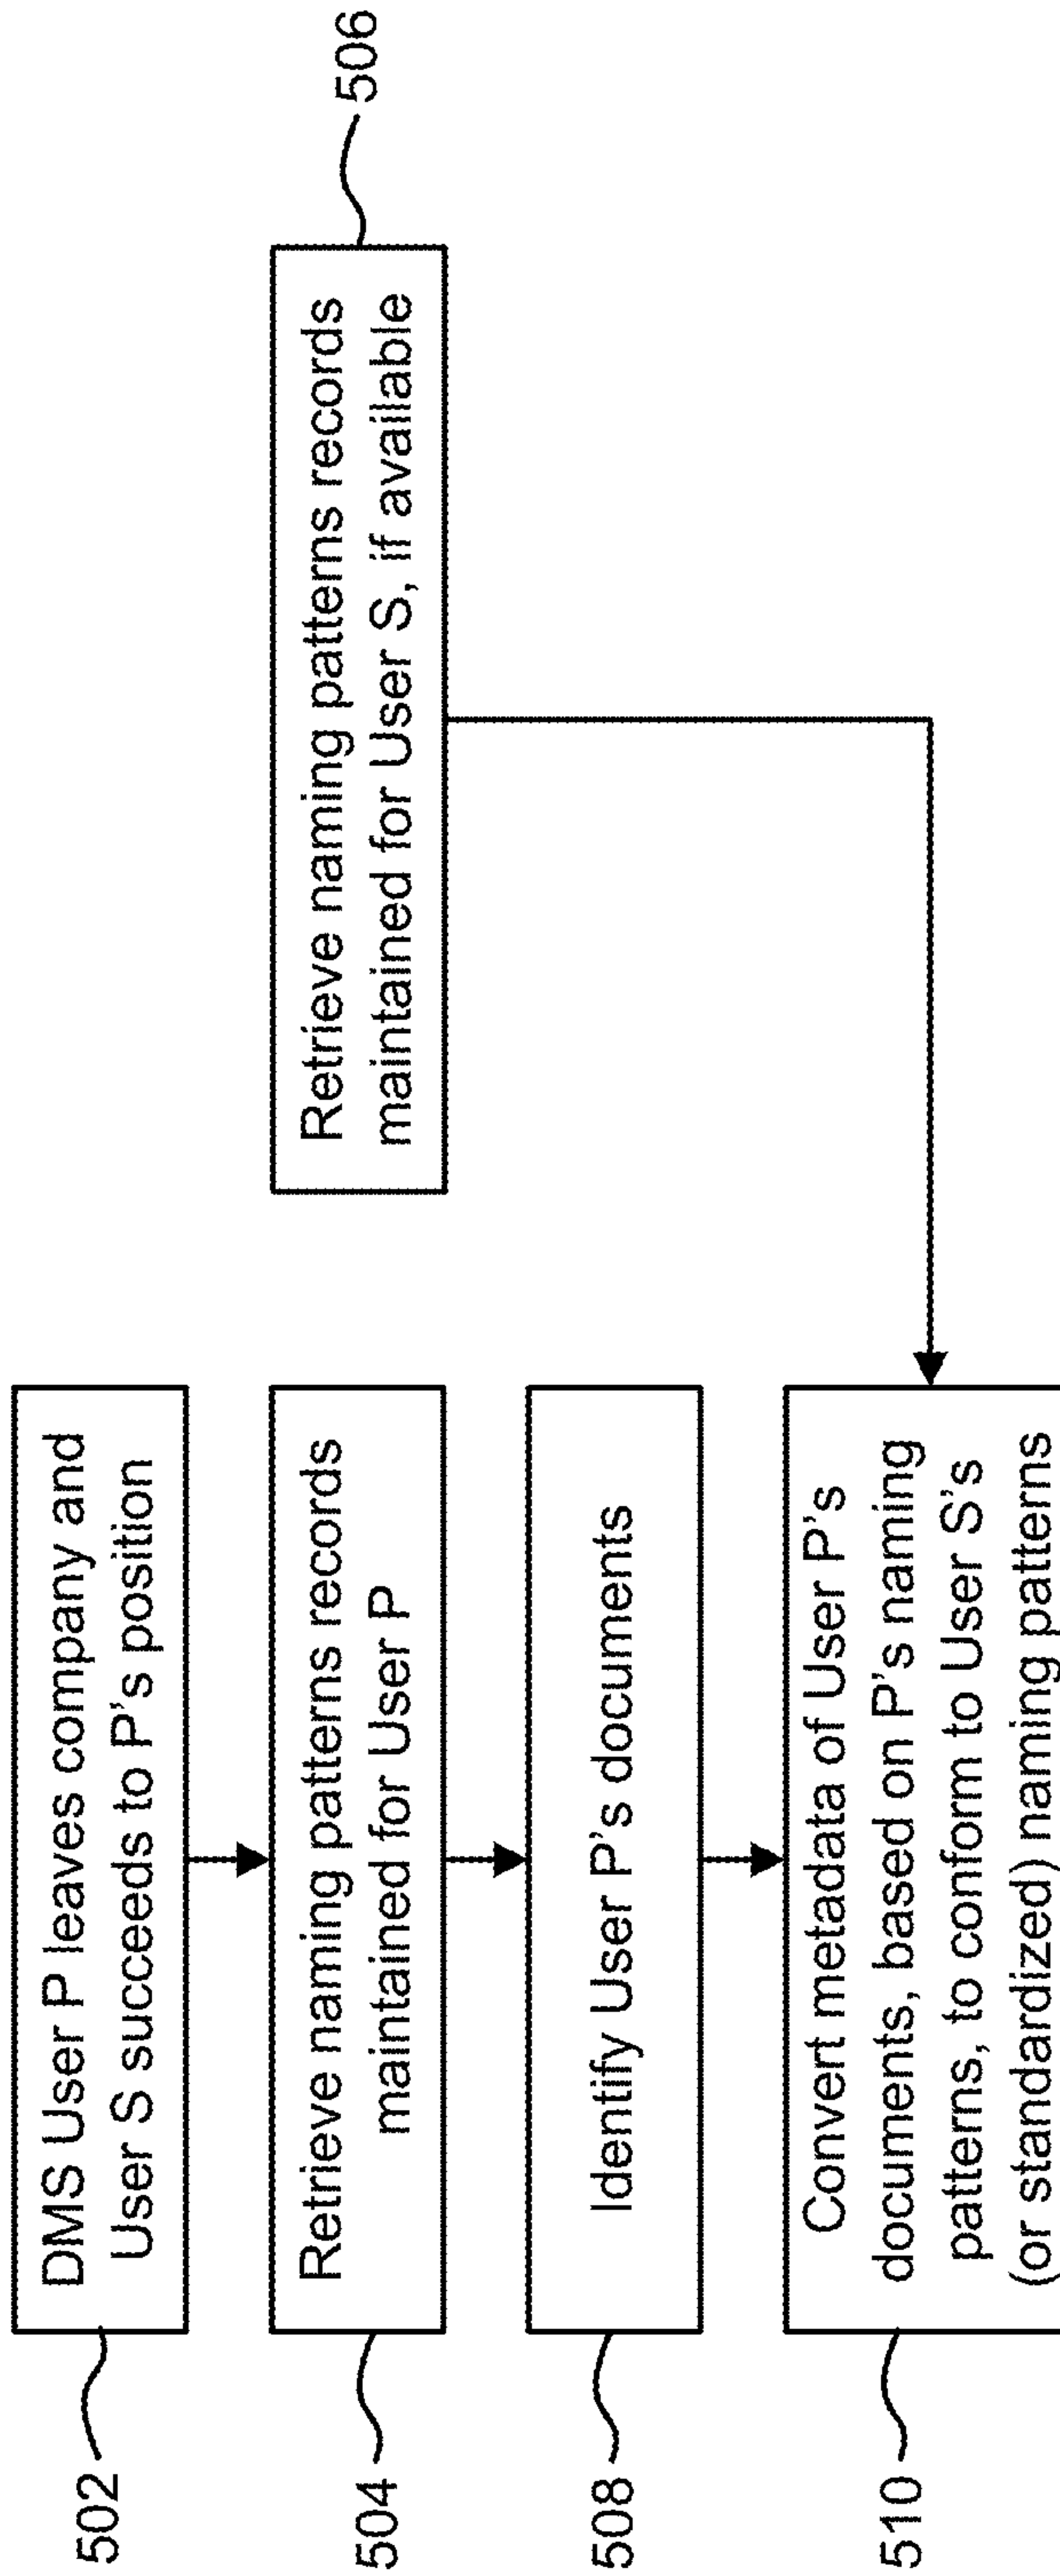 502
DMS User P leaves company and
User S succeeds to P's position
504
Retrieve naming patterns records
maintained for User P
506
Retrieve naming patterns records
maintained for User S, if available
508
Identify User P's documents
510
Convert metadata of User P's
documents, based on P's naming
patterns, to conform to User S's
(or standardized) naming patterns